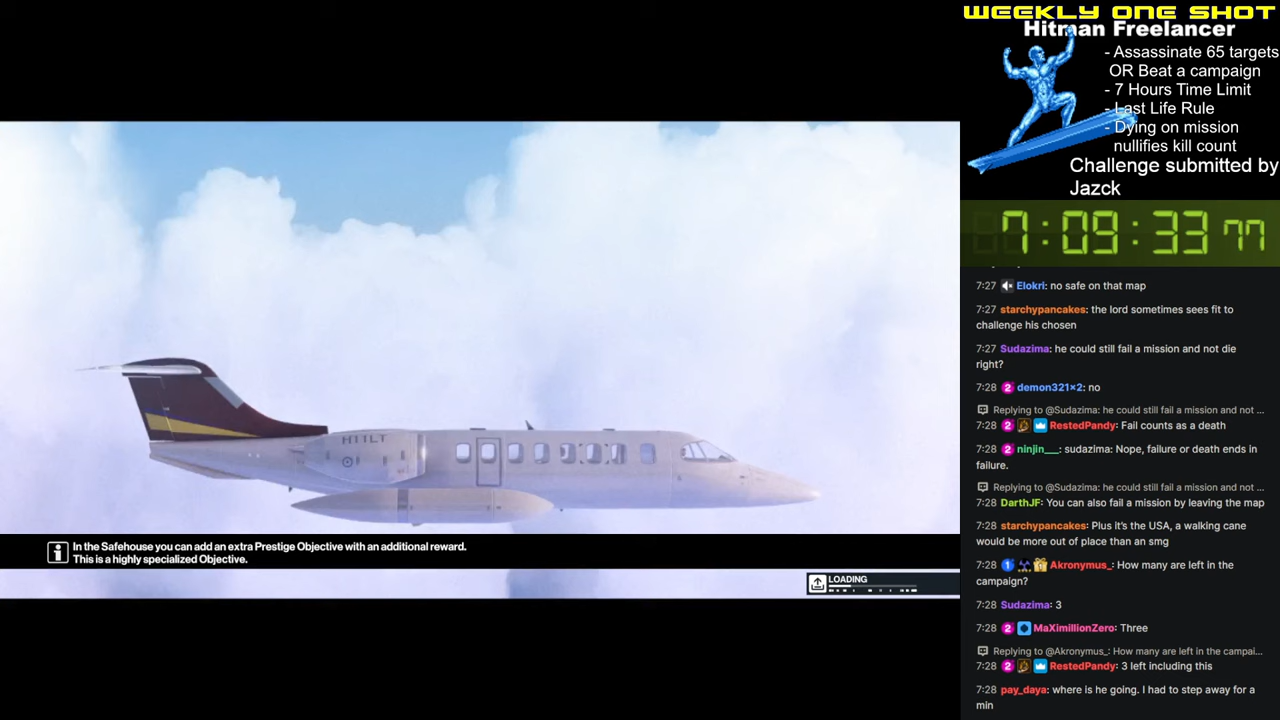 WEEKLY ONE SHOT
Hitman Freelancer
- Assassinate 65 targets
OR Beat a campaign
- 7 Hours Time Limit
- Last Life Rule
- Dying on mission
nullifies kill count
Challenge submitted by
Jazck
7:09:33 77
7:27 Elokri: no safe on that map
7:27 starchypancakes: the lord sometimes sees fit to
challenge his chosen
7:27 Sudazima: he could still fail a mission and not die
right?
7:28 demon321x2: no
Replying to @Sudazima: he could still fail a mission and not ...
7:28 RestedPandy: Fail counts as a death
7:28 ninjin___: sudazima: Nope, failure or death ends in
failure.
Replying to @Sudazima: he could still fail a mission and not ...
7:28 DarthJF: You can also fail a mission by leaving the map
7:28 starchypancakes: Plus it's the USA, a walking cane
would be more out of place than an smg
7:28 Akronymus_: How many are left in the
campaign?
7:28 Sudazima: 3
7:28 MaXimillionZero: Three
Replying to @Akronymus_: How many are left in the campai...
7:28 RestedPandy: 3 left including this
7:28 pay_daya: where is he going. I had to step away for a
min
In the Safehouse you can add an extra Prestige Objective with an additional reward.
This is a highly specialized Objective.
LOADING